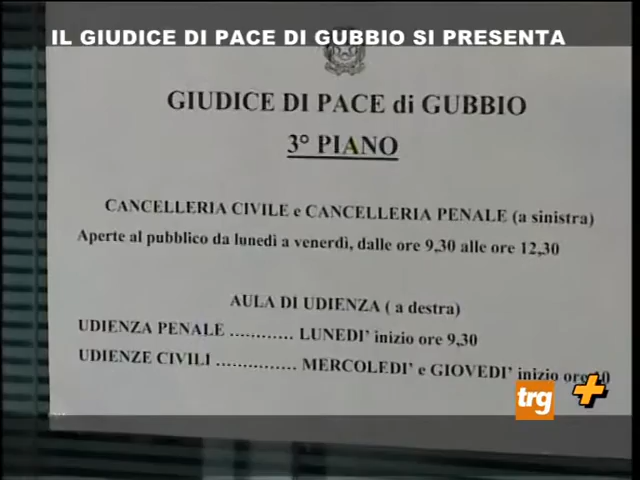 IL GIUDICE DI PACE DI GUBBIO SI PRESENTA
GIUDICE DI PACE di GUBBIO
3° PIANO
CANCELLERIA CIVILE e CANCELLERIA PENALE (a sinistra)
Aperte al pubblico da lunedì a venerdì, dalle ore 9,30 alle ore 12,30
AULA DI UDIENZA ( a destra)
UDIENZA PENALE ........... LUNEDI' inizio ore 9,30
UDIENZE CIVILI .............. MERCOLEDI' e GIOVEDI' inizio ore
trg +